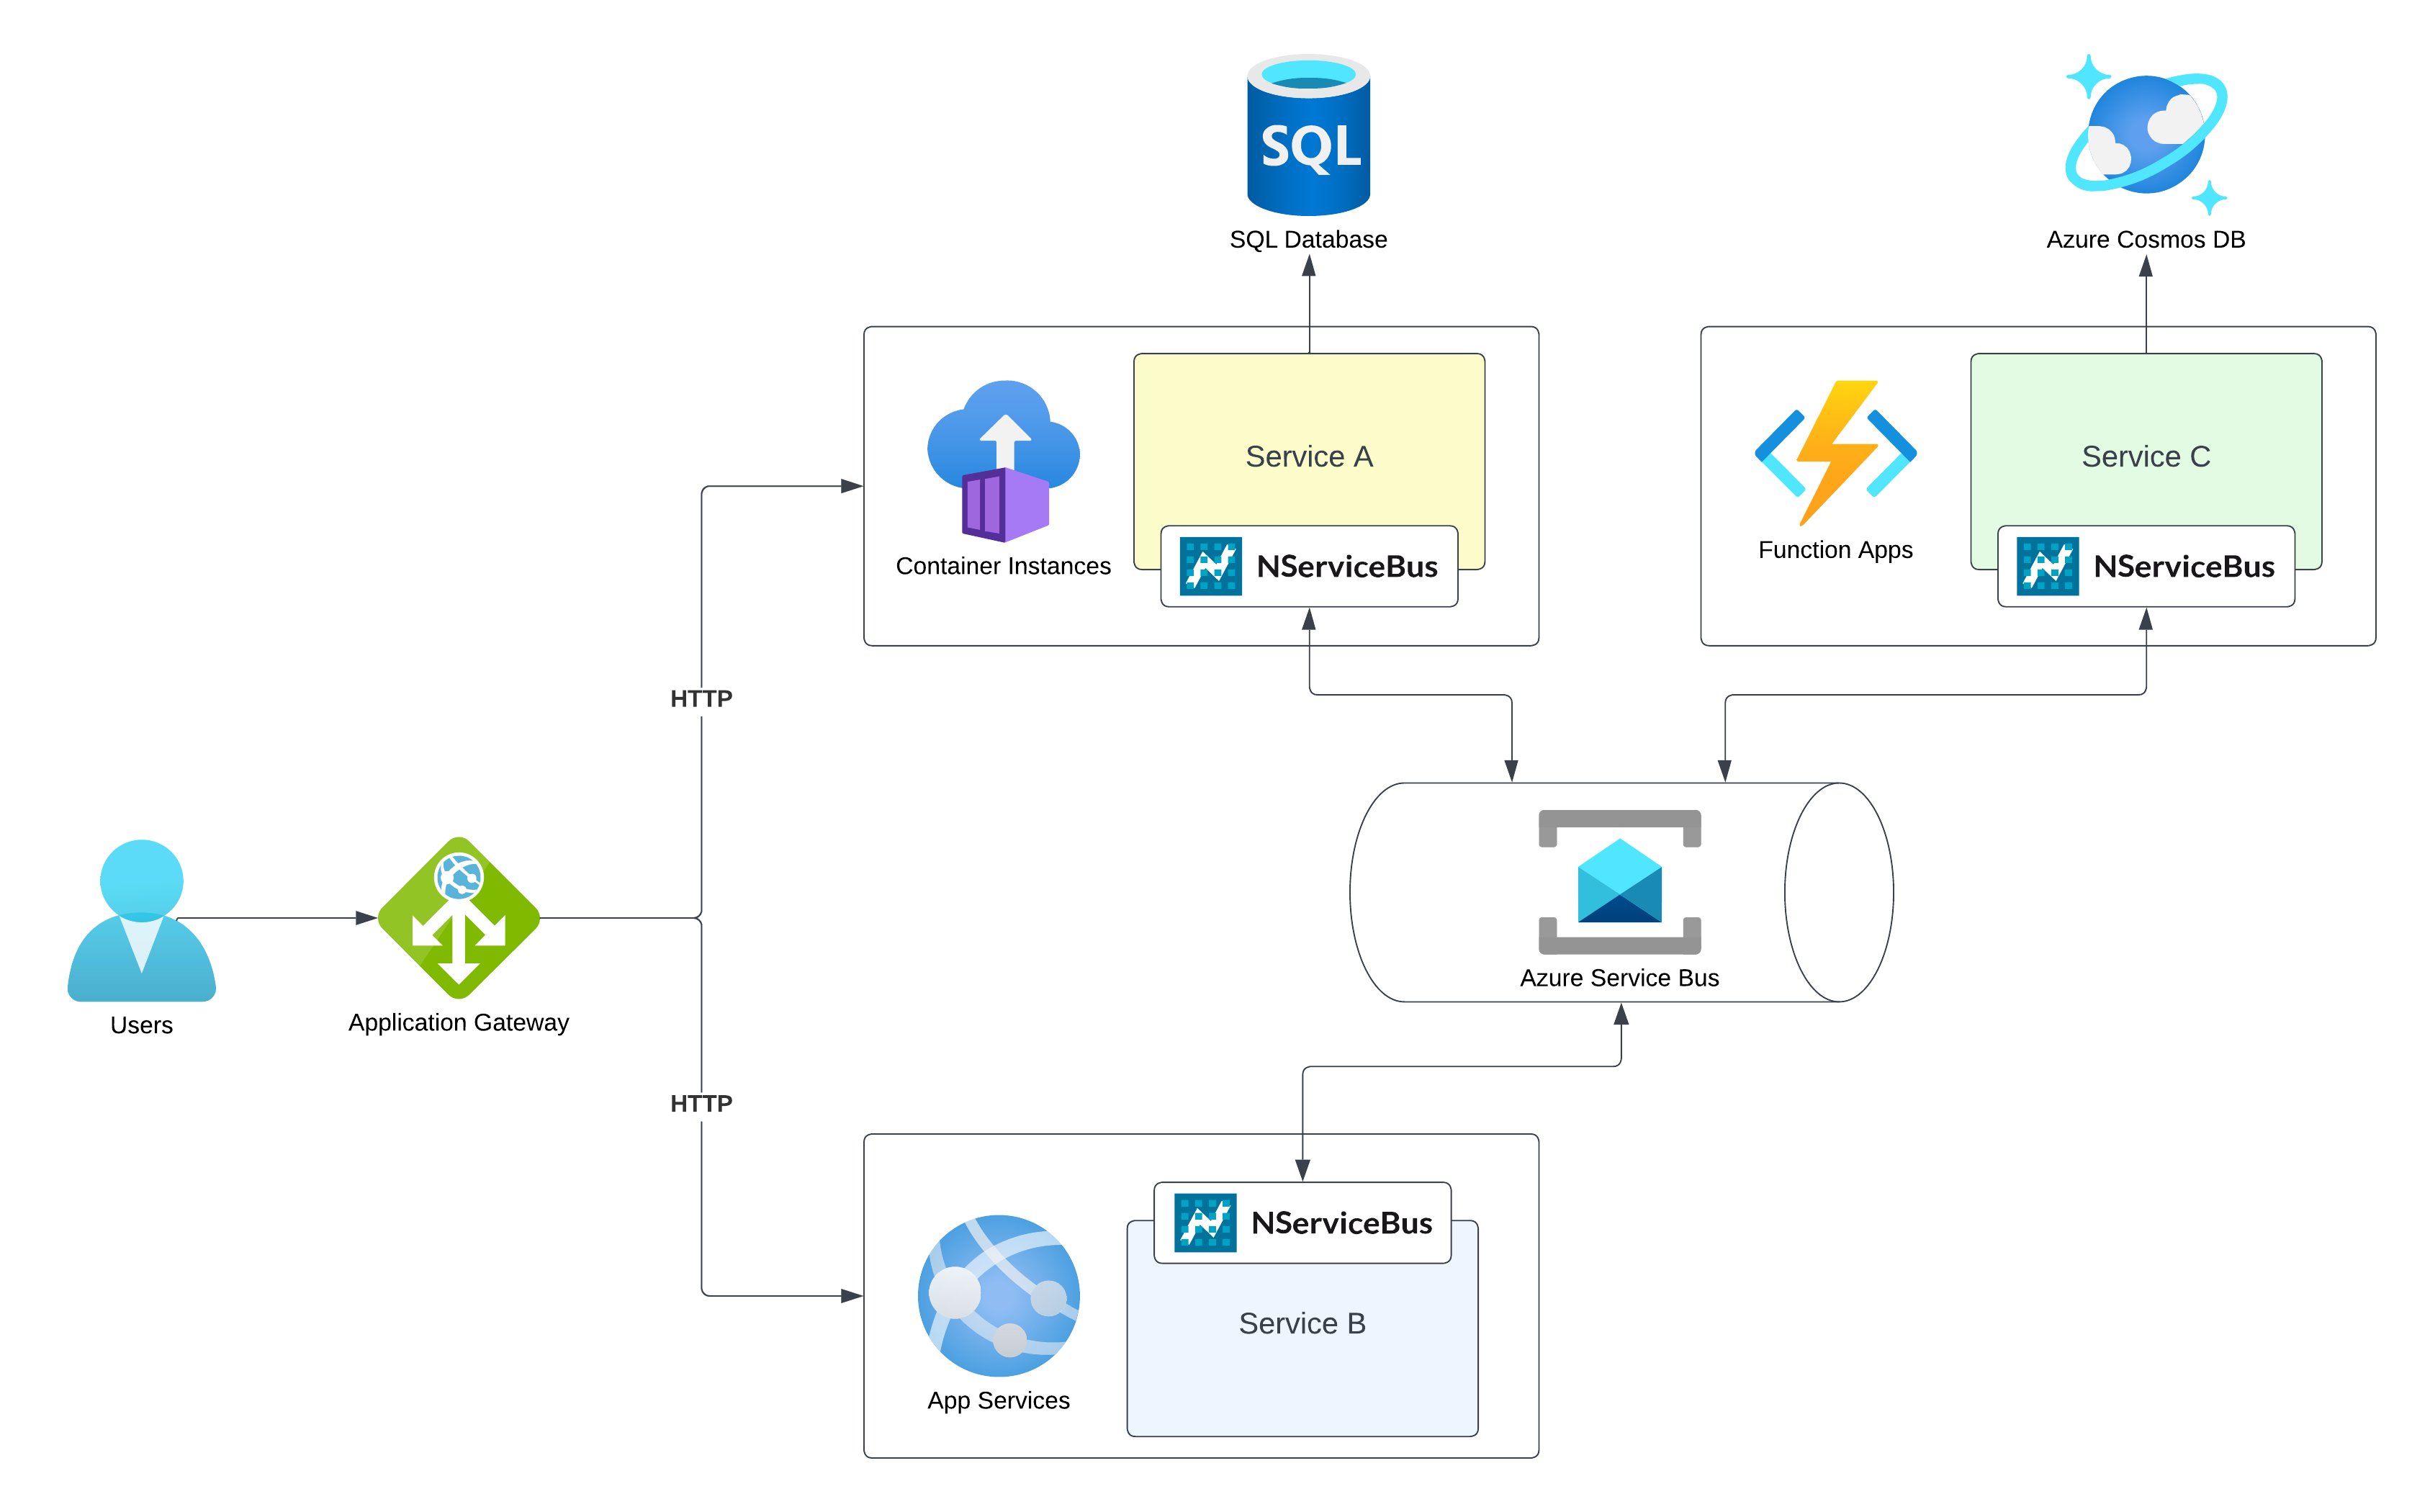 SQL
SQL Database
Azure Cosmos DB
Service A
Service C
Container Instances
NServiceBus
Function Apps
NServiceBus
HTTP
Users
Application Gateway
Azure Service Bus
HTTP
NServiceBus
Service B
App Services